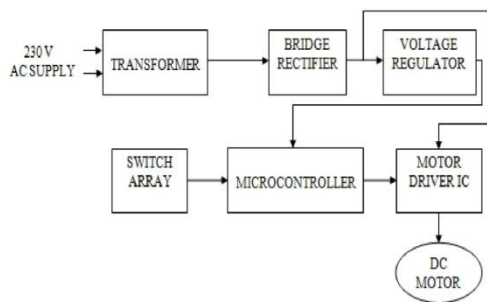 230 V
AC SUPPLY
TRANSFORMER
BRIDGE
RECTIFIER
VOLTAGE
REGULATOR
SWITCH
ARRAY
MICROCONTROLLER
MOTOR
DRIVER IC
DC
MOTOR